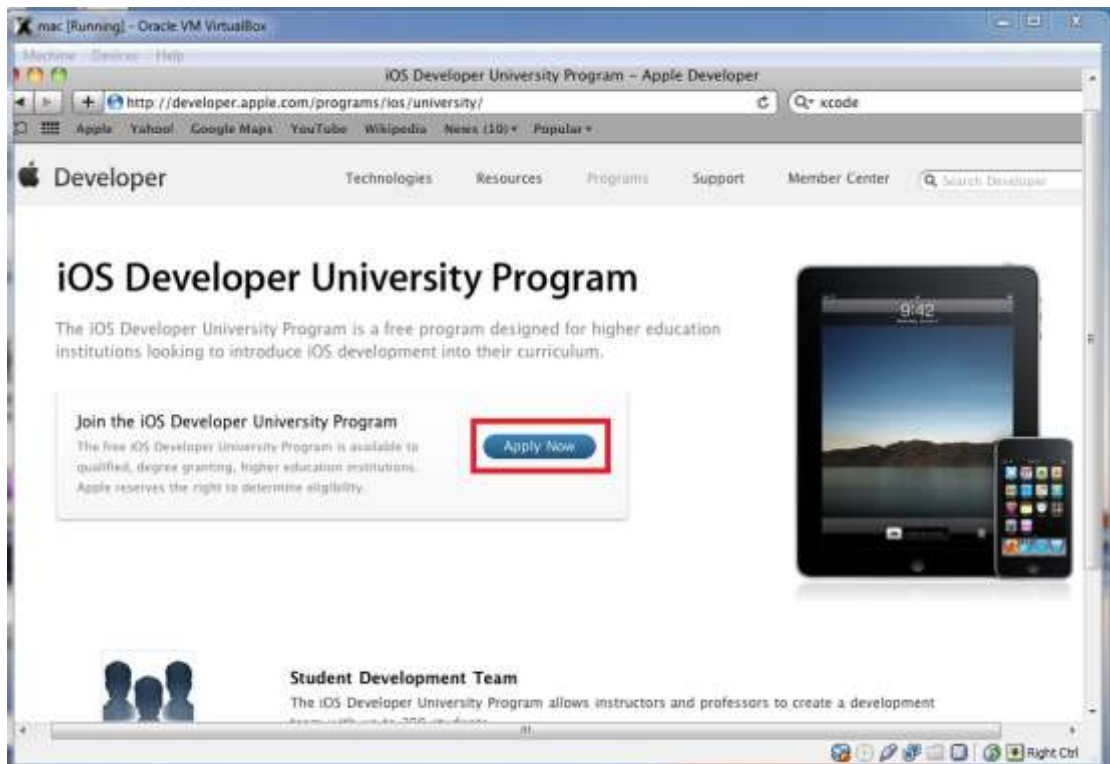 mac [Running] - Oracle VM VirtualBox
Machine Devices Help
iOS Developer University Program – Apple Developer
http://developer.apple.com/programs/ios/university/
xcode
Apple Yahoo! Google Maps YouTube Wikipedia News (10) Popular
Developer
Technologies Resources Programs Support Member Center Search Developer
iOS Developer University Program
The iOS Developer University Program is a free program designed for higher education
institutions looking to introduce iOS development into their curriculum.
9:42
Join the iOS Developer University Program
The free iOS Developer University Program is available to
qualified, degree granting, higher education institutions.
Apple reserves the right to determine eligibility.
Apply Now
Student Development Team
The iOS Developer University Program allows instructors and professors to create a development
team with up to 200 students
Right Ctrl